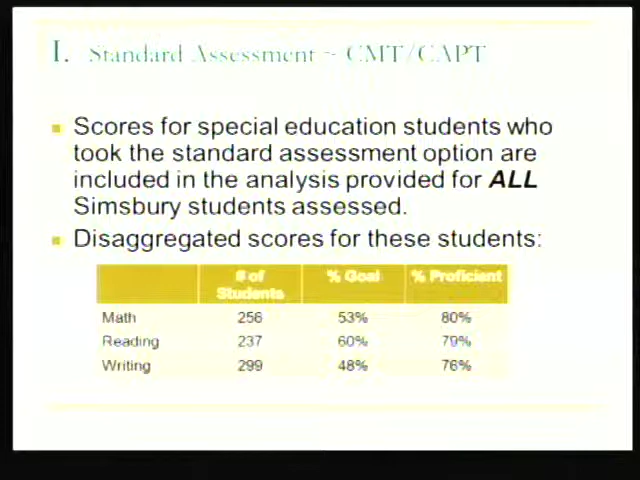 I. Standard Assessment ~ CMT/CAPT
Scores for special education students who
took the standard assessment option are
included in the analysis provided for ALL
Simsbury students assessed.
Disaggregated scores for these students:
# of Students % Goal % Proficient
Math 256 53% 80%
Reading 237 60% 79%
Writing 299 48% 76%